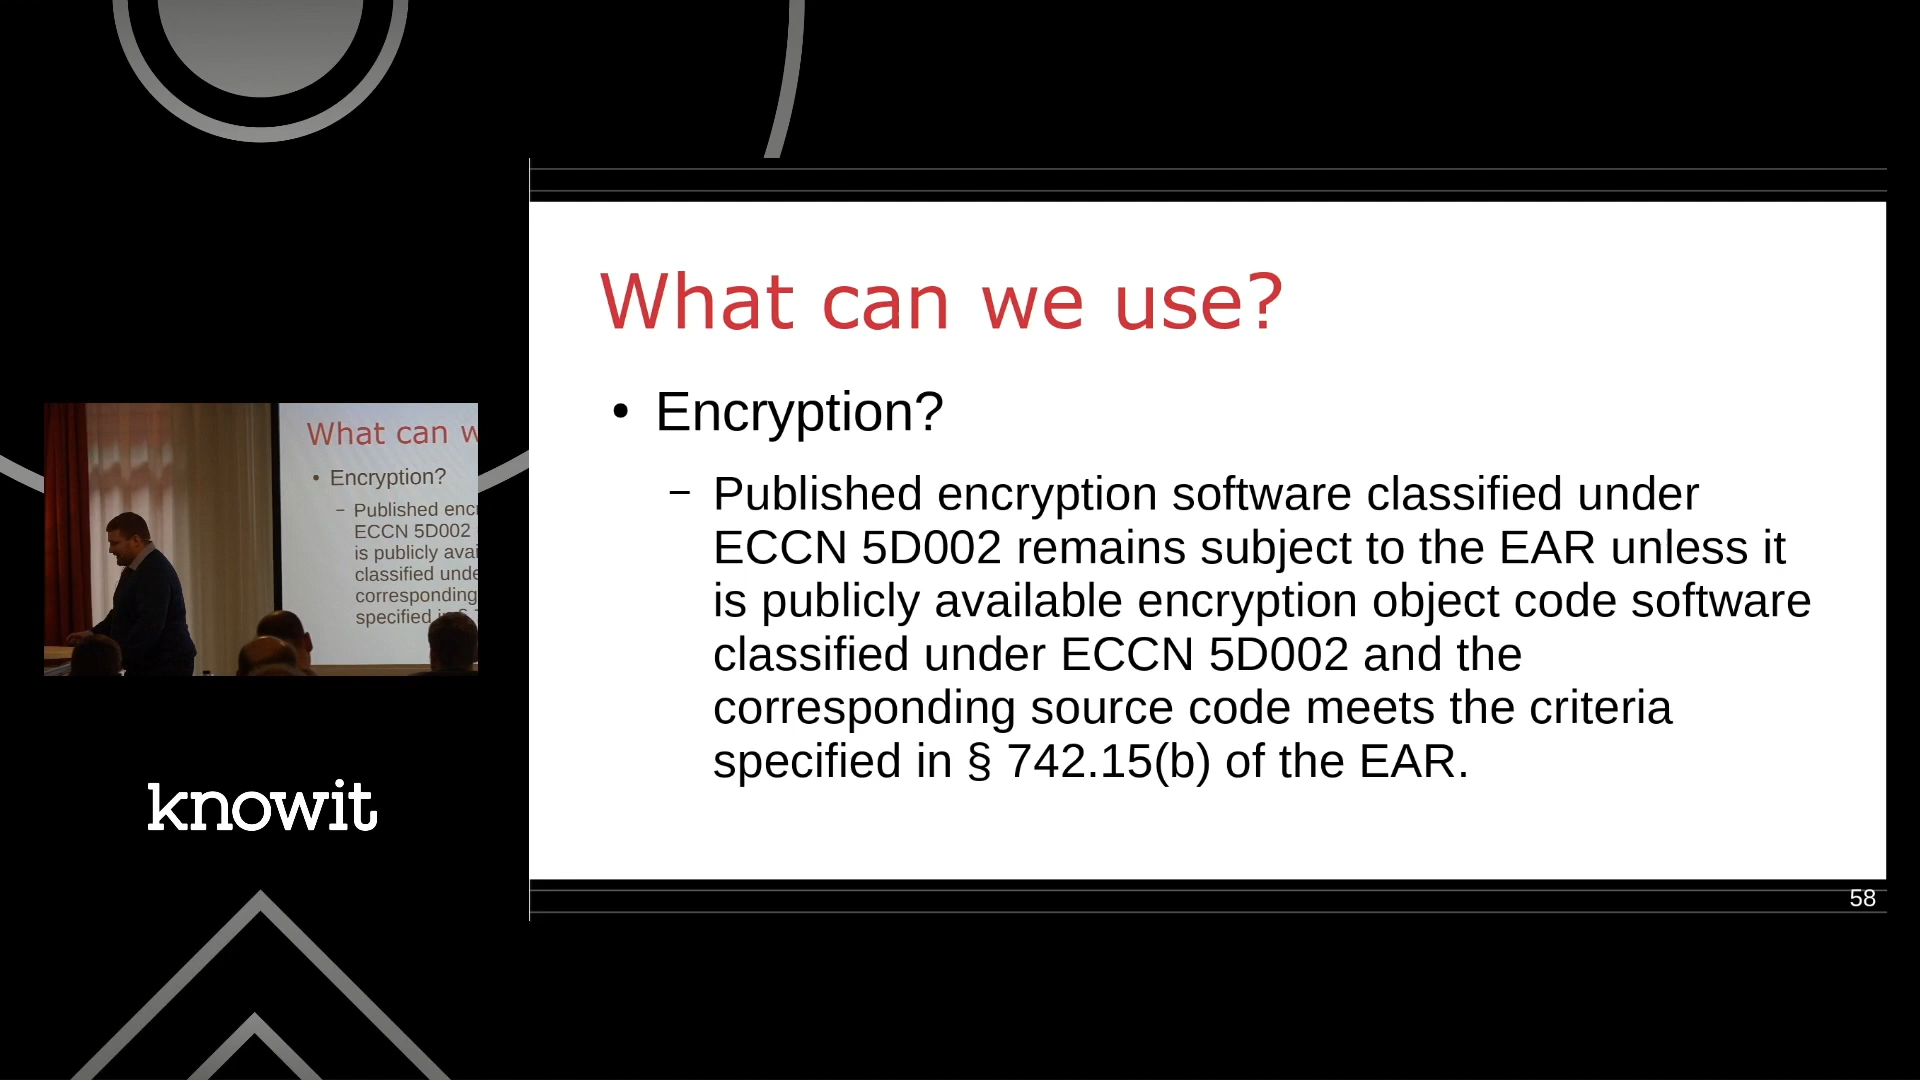 What can we use?
• Encryption?
– Published encryption software classified under
ECCN 5D002 remains subject to the EAR unless it
is publicly available encryption object code software
classified under ECCN 5D002 and the
corresponding source code meets the criteria
specified in § 742.15(b) of the EAR.
58
What can w
• Encryption?
– Published encr
ECCN 5D002
is publicly avai
classified unde
corresponding
specified in §
knowit